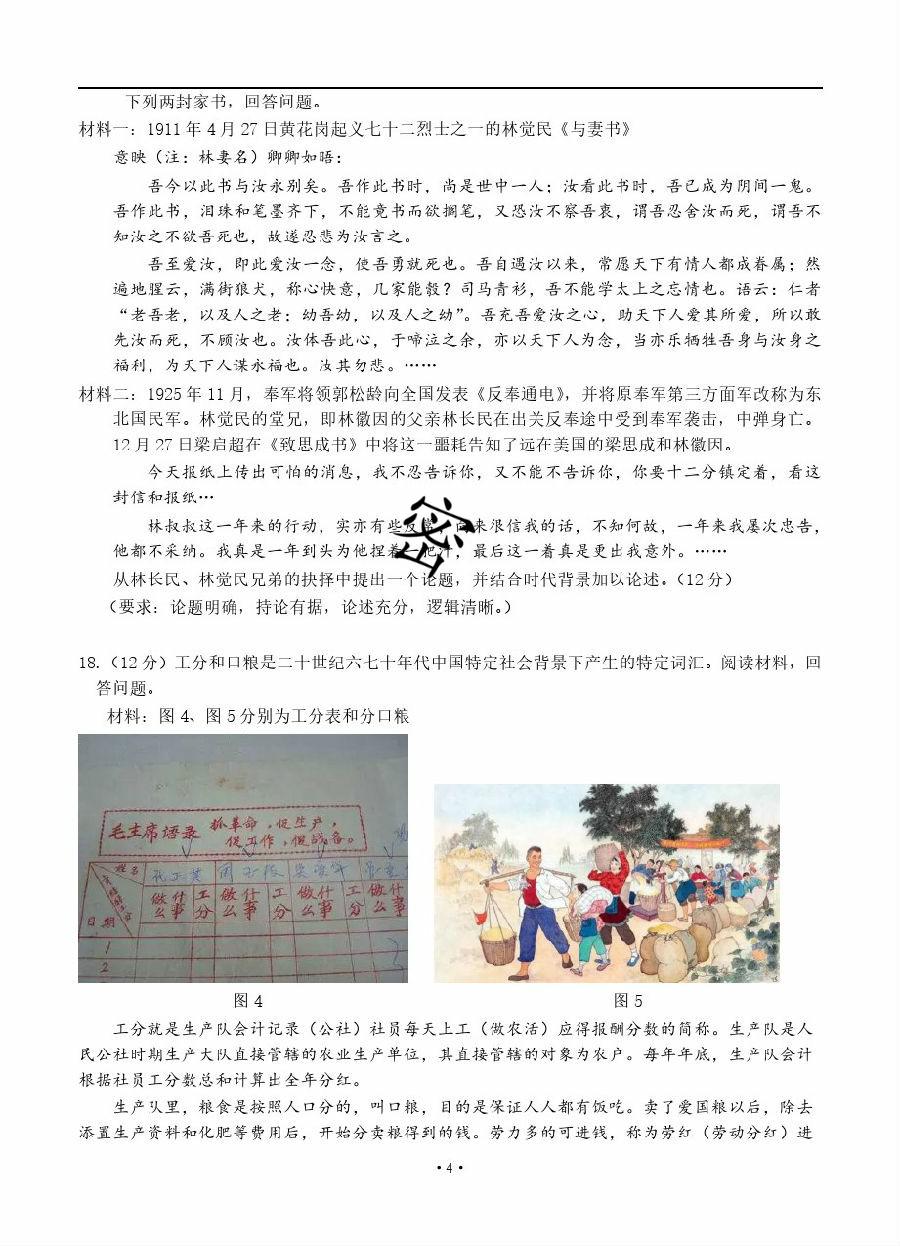 下列两封家书，回答问题。
材料一：1911 年 4 月 27 日黄花岗起义七十二烈士之一的林觉民《与妻书》
意映（注：林妻名）卿卿如晤：
吾今以此书与汝永别矣。吾作此书时，尚是世中一人；汝看此书时，吾已成为阴间一鬼。
吾作此书，泪珠和笔墨齐下，不能竟书而欲搁笔，又恐汝不察吾衷，谓吾忍舍汝而死，谓吾不
知汝之不欲吾死也，故遂忍悲为汝言之。
吾至爱汝，即此爱汝一念，使吾勇就死也。吾自遇汝以来，常愿天下有情人都成眷属；然
遍地腥云，满街狼犬，称心快意，几家能彀？司马青衫，吾不能学太上之忘情也。语云：仁者
“老吾老，以及人之老；幼吾幼，以及人之幼”。吾充吾爱汝之心，助天下人爱其所爱，所以敢
先汝而死，不顾汝也。汝体吾此心，于啼泣之余，亦以天下人为念，当亦乐牺牲吾身与汝身之
福利，为天下人谋永福也。汝其勿悲。……
材料二：1925 年 11 月，奉军将领郭松龄向全国发表《反奉通电》，并将原奉军第三方面军改称为东
北国民军。林觉民的堂兄，即林徽因的父亲林长民在出关反奉途中受到奉军袭击，中弹身亡。
12 月 27 日梁启超在《致思成书》中将这一噩耗告知了远在美国的梁思成和林徽因。
今天报纸上传出可怕的消息，我不忍告诉你，又不能不告诉你，你要十二分镇定着，看这
封信和报纸…
林叔叔这一年来的行动，实亦有些反常，向来很信我的话，不知何故，一年来我屡次忠告，
他都不采纳。我真是一年到头为他捏着一把汗，最后这一着真是更出我意外。……
密
从林长民、林觉民兄弟的抉择中提出一个论题，并结合时代背景加以论述。（12 分）
（要求：论题明确，持论有据，论述充分，逻辑清晰。）
18.（12 分）工分和口粮是二十世纪六七十年代中国特定社会背景下产生的特定词汇。阅读材料，回
答问题。
材料：图 4、图 5 分别为工分表和分口粮
毛主席语录 抓革命，促生产，
促工作，促战备。
姓名
日期
做什么事 工分 做什么事 工分 做什么事 工分 做什么事
1
2
图 4 图 5
工分就是生产队会计记录（公社）社员每天上工（做农活）应得报酬分数的简称。生产队是人
民公社时期生产大队直接管辖的农业生产单位，其直接管辖的对象为农户。每年年底，生产队会计
根据社员工分数总和计算出全年分红。
生产队里，粮食是按照人口分的，叫口粮，目的是保证人人都有饭吃。卖了爱国粮以后，除去
添置生产资料和化肥等费用后，开始分卖粮得到的钱。劳力多的可进钱，称为劳红（劳动分红）进
·4·